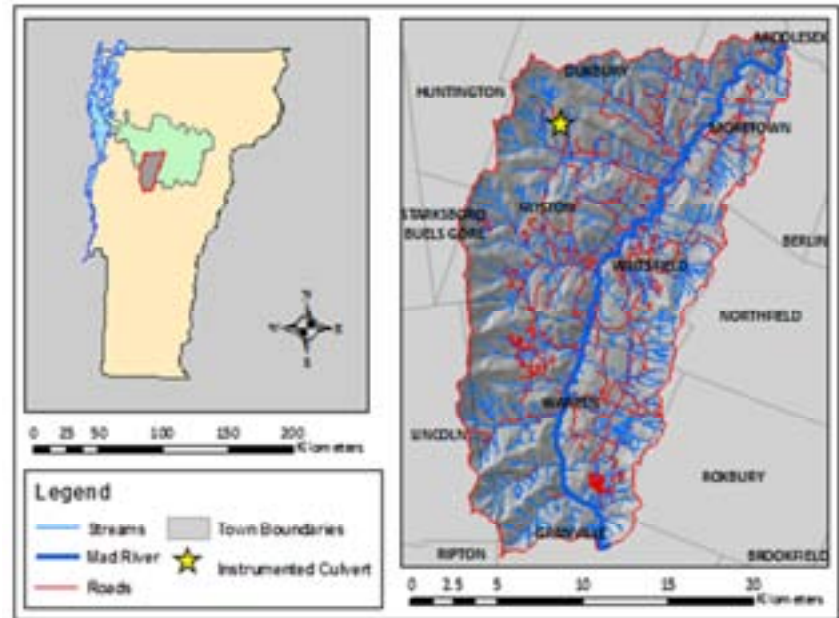 N
W E
S
0 25 50 100 150 200
Kilometers
Legend
Streams
Mad River
Roads
Town Boundaries
Instrumented Culvert
MIDDLESEX
DUXBURY
HUNTINGTON
MORETOWN
FAYSTON
STARKSBORO
BUELS GORE
BERLIN
WAITSFIELD
NORTHFIELD
WARREN
LINCOLN
ROXBURY
GRANVILLE
RIPTON
BROOKFIELD
0 2.5 5 10 15 20
Kilometers